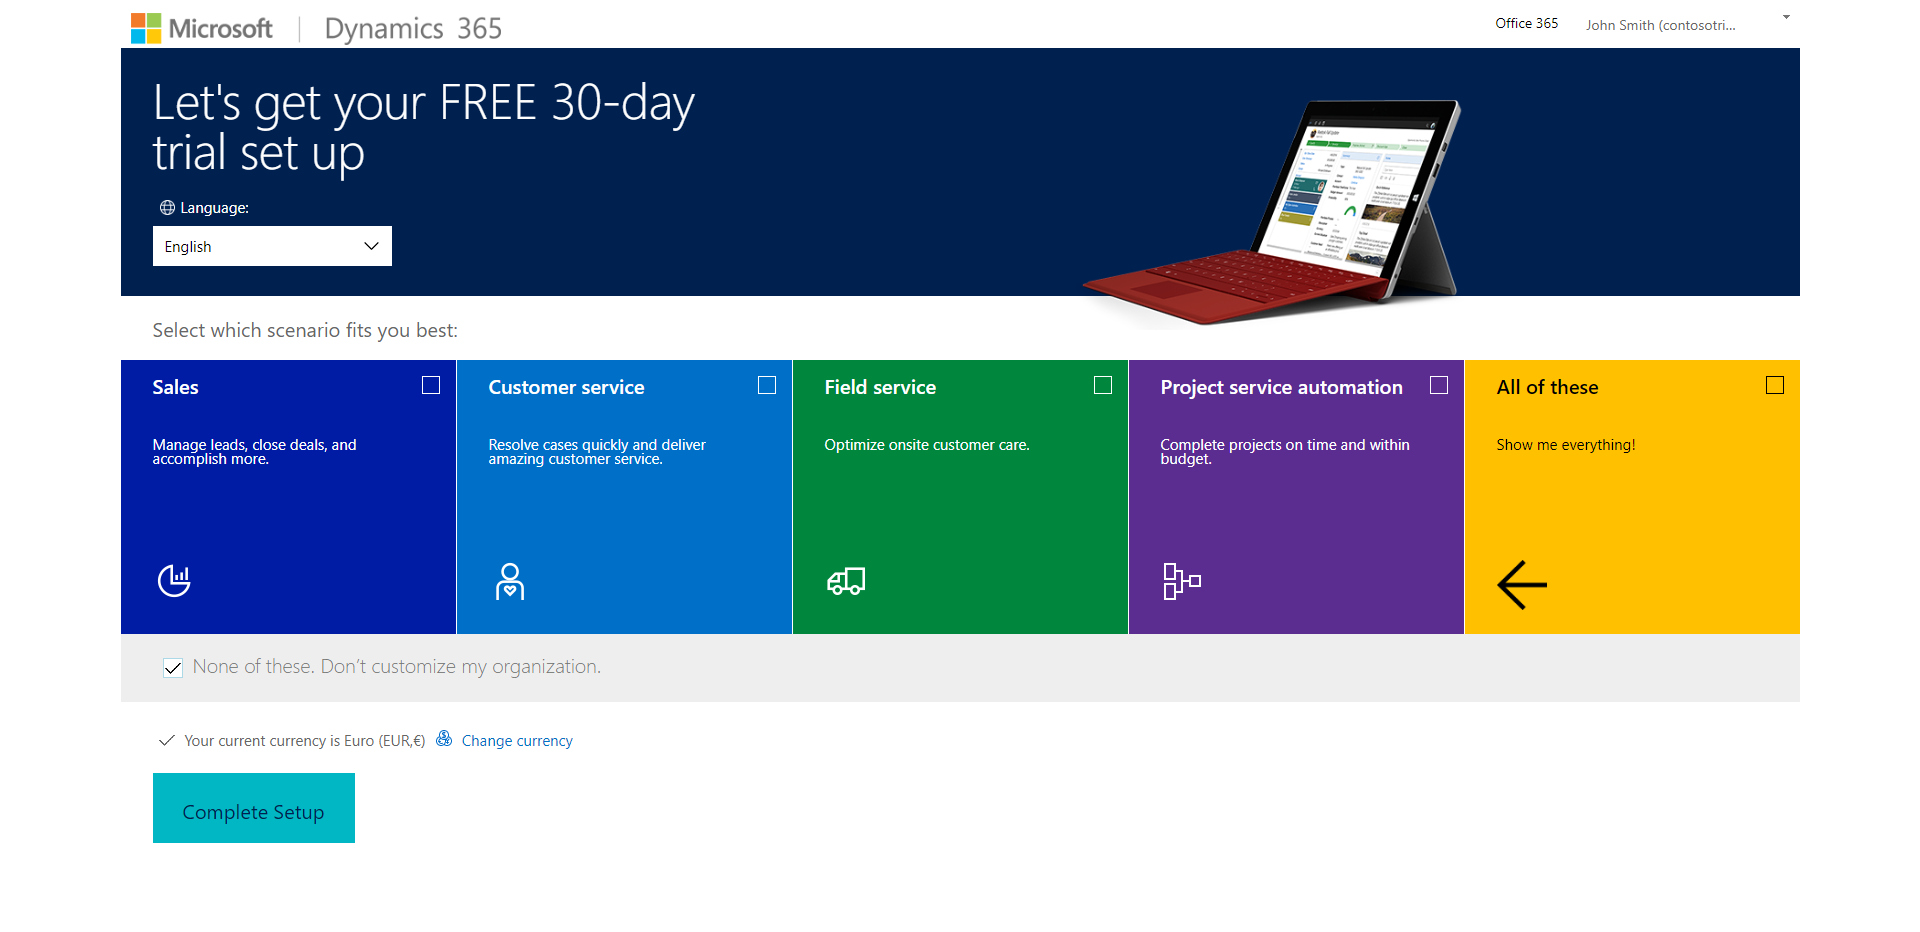 Microsoft | Dynamics 365
Office 365
John Smith (contosotri...
Let's get your FREE 30-day
trial set up
Language:
English
Select which scenario fits you best:
Sales
Manage leads, close deals, and
accomplish more.
Customer service
Resolve cases quickly and deliver
amazing customer service.
Field service
Optimize onsite customer care.
Project service automation
Complete projects on time and within
budget.
All of these
Show me everything!
None of these. Don’t customize my organization.
Your current currency is Euro (EUR,€)
Change currency
Complete Setup